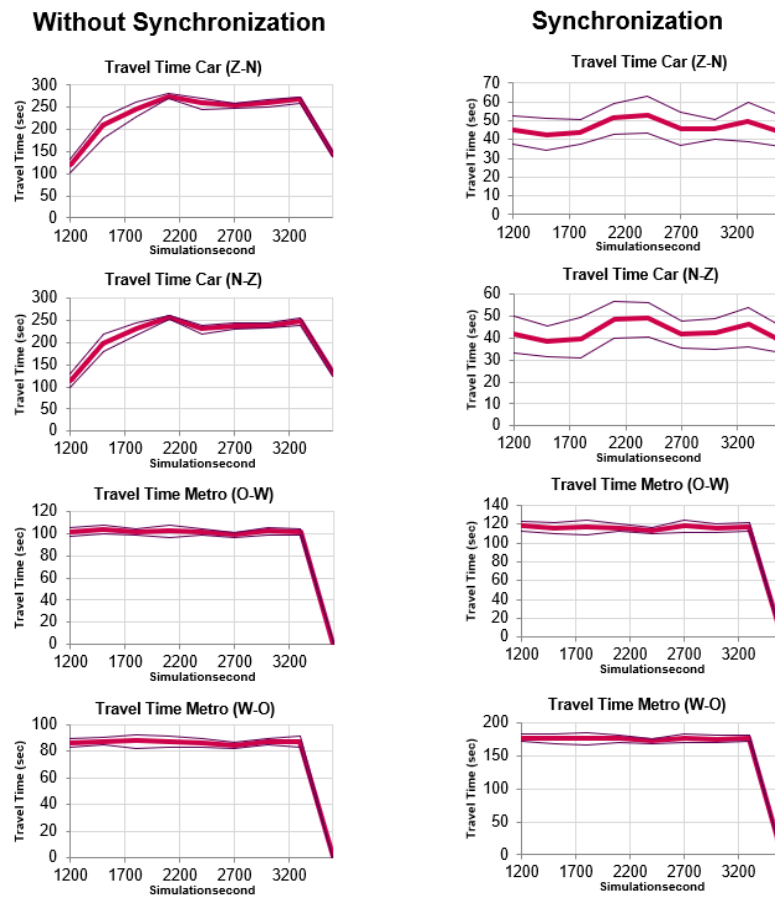 Without Synchronization
Travel Time Car (Z-N)
Travel Time (sec)
300
250
200
150
100
50
0
1200 1700 2200 2700 3200
Simulationsecond
Travel Time Car (N-Z)
Travel Time (sec)
300
250
200
150
100
50
0
1200 1700 2200 2700 3200
Simulationsecond
Travel Time Metro (O-W)
Travel Time (sec)
120
100
80
60
40
20
0
1200 1700 2200 2700 3200
Simulationsecond
Travel Time Metro (W-O)
Travel Time (sec)
100
80
60
40
20
0
1200 1700 2200 2700 3200
Simulationsecond
Synchronization
Travel Time Car (Z-N)
Travel Time (sec)
70
60
50
40
30
20
10
0
1200 1700 2200 2700 3200
Simulationsecond
Travel Time Car (N-Z)
Travel Time (sec)
60
50
40
30
20
10
0
1200 1700 2200 2700 3200
Simulationsecond
Travel Time Metro (O-W)
Travel Time (sec)
140
120
100
80
60
40
20
0
1200 1700 2200 2700 3200
Simulationsecond
Travel Time Metro (W-O)
Travel Time (sec)
200
150
100
50
0
1200 1700 2200 2700 3200
Simulationsecond